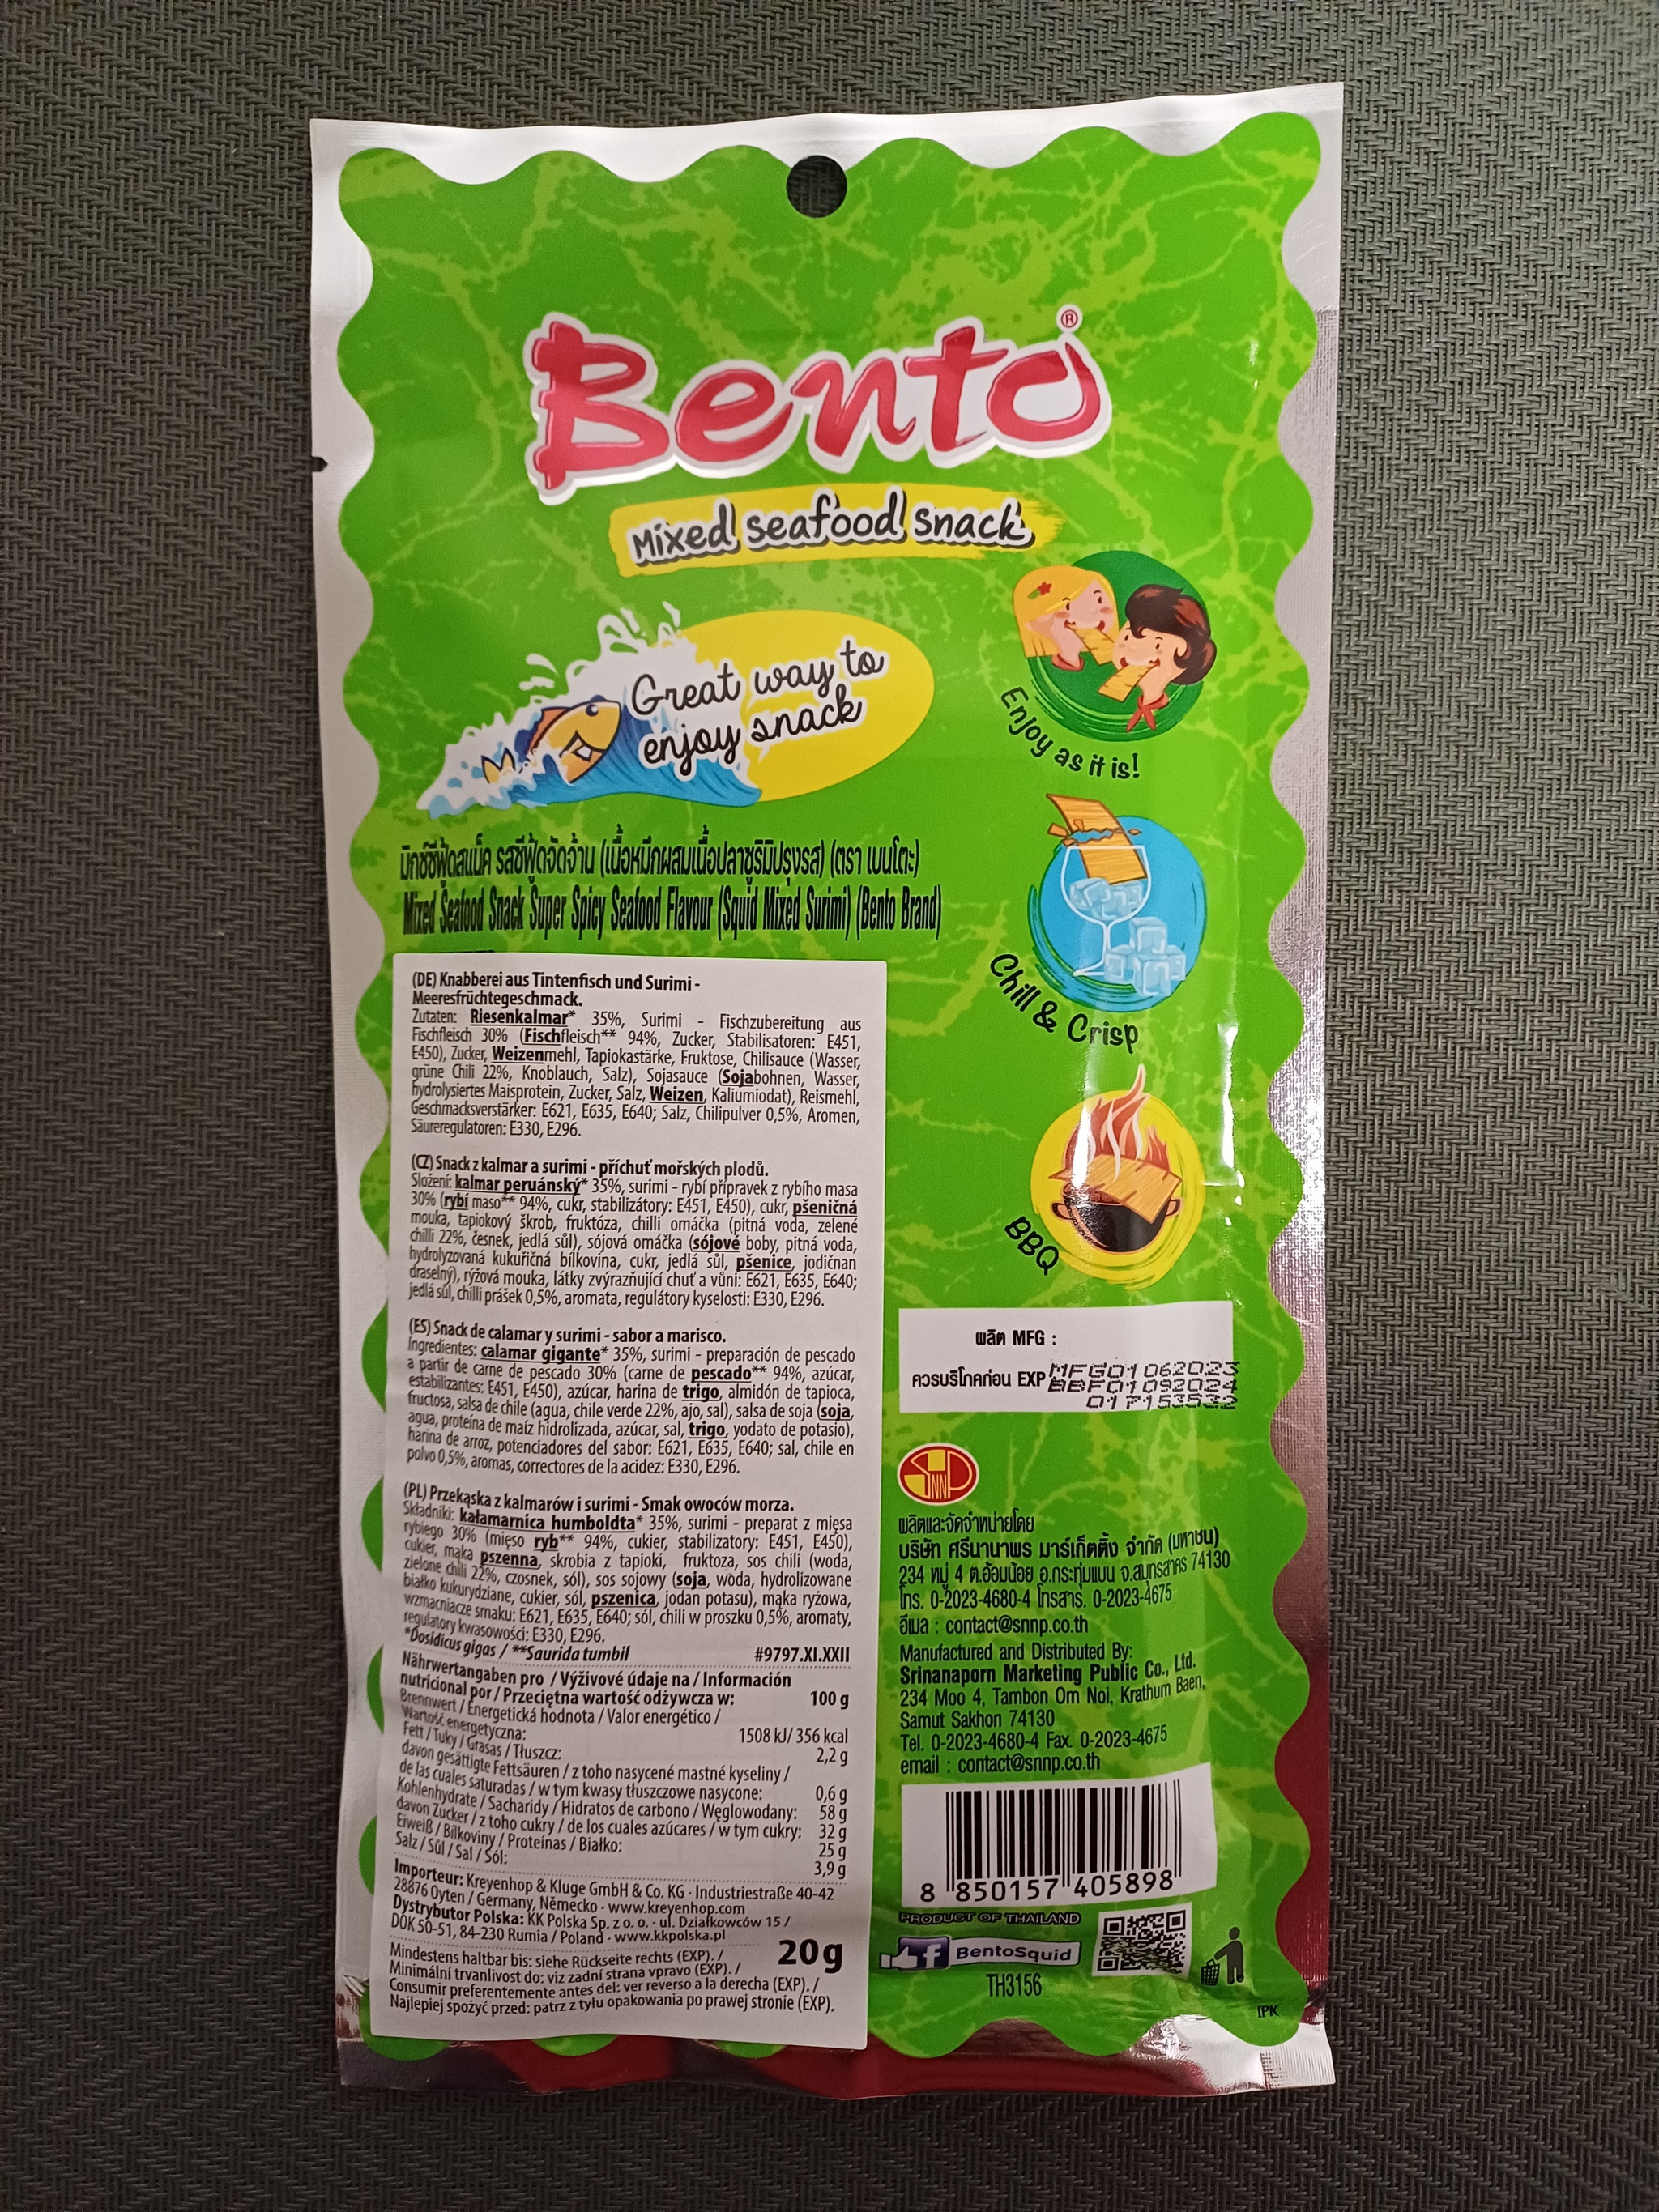 Bento®
Mixed seafood snack
Great way to
enjoy snack
Enjoy as it is!
Chill & Crisp
BBQ
มิกซ์ซีฟู้ดสแน็ค รสซีฟู้ดจัดจ้าน (เนื้อหมึกผสมเนื้อปลาซูริมิปรุงรส) (ตรา เบนโตะ)
Mixed Seafood Snack Super Spicy Seafood Flavour (Squid Mixed Surimi) (Bento Brand)
(DE) Knabberei aus Tintenfisch und Surimi -
Meeresfrüchtegeschmack.
Zutaten: Riesenkalmar* 35%, Surimi - Fischzubereitung aus
Fischfleisch 30% (Fischfleisch** 94%, Zucker, Stabilisatoren: E451,
E450), Zucker, Weizenmehl, Tapiokastärke, Fruktose, Chilisauce (Wasser,
grüne Chili 22%, Knoblauch, Salz), Sojasauce (Sojabohnen, Wasser,
hydrolysiertes Maisprotein, Zucker, Salz, Weizen, Kaliumiodat), Reismehl,
Geschmacksverstärker: E621, E635, E640; Salz, Chilipulver 0,5%, Aromen,
Säureregulatoren: E330, E296.
(CZ) Snack z kalmar a surimi - příchuť mořských plodů.
Složení: kalmar peruánský* 35%, surimi - rybí přípravek z rybího masa
30% (rybí maso** 94%, cukr, stabilizátory: E451, E450), cukr, pšeničná
mouka, tapiokový škrob, fruktóza, chilli omáčka (pitná voda, zelené
chilli 22%, česnek, jedlá sůl), sójová omáčka (sójové boby, pitná voda,
hydrolyzovaná kukuřičná bílkovina, cukr, jedlá sůl, pšenice, jodičnan
draselný), rýžová mouka, látky zvýrazňující chuť a vůni: E621, E635, E640;
jedlá sůl, chilli prášek 0,5%, aromata, regulátory kyselosti: E330, E296.
(ES) Snack de calamar y surimi - sabor a marisco.
Ingredientes: calamar gigante* 35%, surimi - preparación de pescado
a partir de carne de pescado 30% (carne de pescado** 94%, azúcar,
estabilizantes: E451, E450), azúcar, harina de trigo, almidón de tapioca,
fructosa, salsa de chile (agua, chile verde 22%, ajo, sal), salsa de soja (soja,
agua, proteína de maíz hidrolizada, azúcar, sal, trigo, yodato de potasio),
harina de arroz, potenciadores del sabor: E621, E635, E640; sal, chile en
polvo 0,5%, aromas, correctores de la acidez: E330, E296.
(PL) Przekąska z kalmarów i surimi - Smak owoców morza.
Składniki: kałamarnica humboldta* 35%, surimi - preparat z mięsa
rybiego 30% (mięso ryb** 94%, cukier, stabilizatory: E451, E450),
cukier, mąka pszenna, skrobia z tapioki, fruktoza, sos chili (woda,
zielone chili 22%, czosnek, sól), sos sojowy (soja, woda, hydrolizowane
białko kukurydziane, cukier, sól, pszenica, jodan potasu), mąka ryżowa,
wzmacniacze smaku: E621, E635, E640; sól, chili w proszku 0,5%, aromaty,
regulatory kwasowości: E330, E296.
*Dosidicus gigas / **Saurida tumbil #9797.XI.XXII
Nährwertangaben pro / Výživové údaje na / Información
nutricional por / Przeciętna wartość odżywcza w: 100 g
Brennwert / Energetická hodnota / Valor energético /
Wartość energetyczna: 1508 kJ/ 356 kcal
Fett / Tuky / Grasas / Tłuszcz: 2,2 g
davon gesättigte Fettsäuren / z toho nasycené mastné kyseliny /
de las cuales saturadas / w tym kwasy tłuszczowe nasycone: 0,6 g
Kohlenhydrate / Sacharidy / Hidratos de carbono / Węglowodany: 58 g
davon Zucker / z toho cukry / de los cuales azúcares / w tym cukry: 32 g
Eiweiß / Bílkoviny / Proteínas / Białko: 25 g
Salz / Sůl / Sal / Sól: 3,9 g
Importeur: Kreyenhop & Kluge GmbH & Co. KG · Industriestraße 40-42
28876 Oyten / Germany, Německo · www.kreyenhop.com
Dystrybutor Polska: KK Polska Sp. z o. o. · ul. Działkowców 15 /
DOK 50-51, 84-230 Rumia / Poland · www.kkpolska.pl
20g
Mindestens haltbar bis: siehe Rückseite rechts (EXP). /
Minimální trvanlivost do: viz zadní strana vpravo (EXP). /
Consumir preferentemente antes del: ver reverso a la derecha (EXP). /
Najlepiej spożyć przed: patrz z tyłu opakowania po prawej stronie (EXP).
ผลิต MFG :
ควรบริโภคก่อน EXP
MFG01062023
BBF01092024
SNNP
ผลิตและจัดจำหน่ายโดย
บริษัท ศรีนานาพร มาร์เก็ตติ้ง จำกัด (มหาชน)
234 หมู่ 4 ต.อ้อมน้อย อ.กระทุ่มแบน จ.สมุทรสาคร 74130
โทร. 0-2023-4680-4 โทรสาร. 0-2023-4675
อีเมล : contact@snnp.co.th
Manufactured and Distributed By:
Srinanaporn Marketing Public Co., Ltd.
234 Moo 4, Tambon Om Noi, Krathum Baen,
Samut Sakhon 74130
Tel. 0-2023-4680-4 Fax. 0-2023-4675
email : contact@snnp.co.th
8 850157 405898
PRODUCT OF THAILAND
f BentoSquid
TH3156
IPK